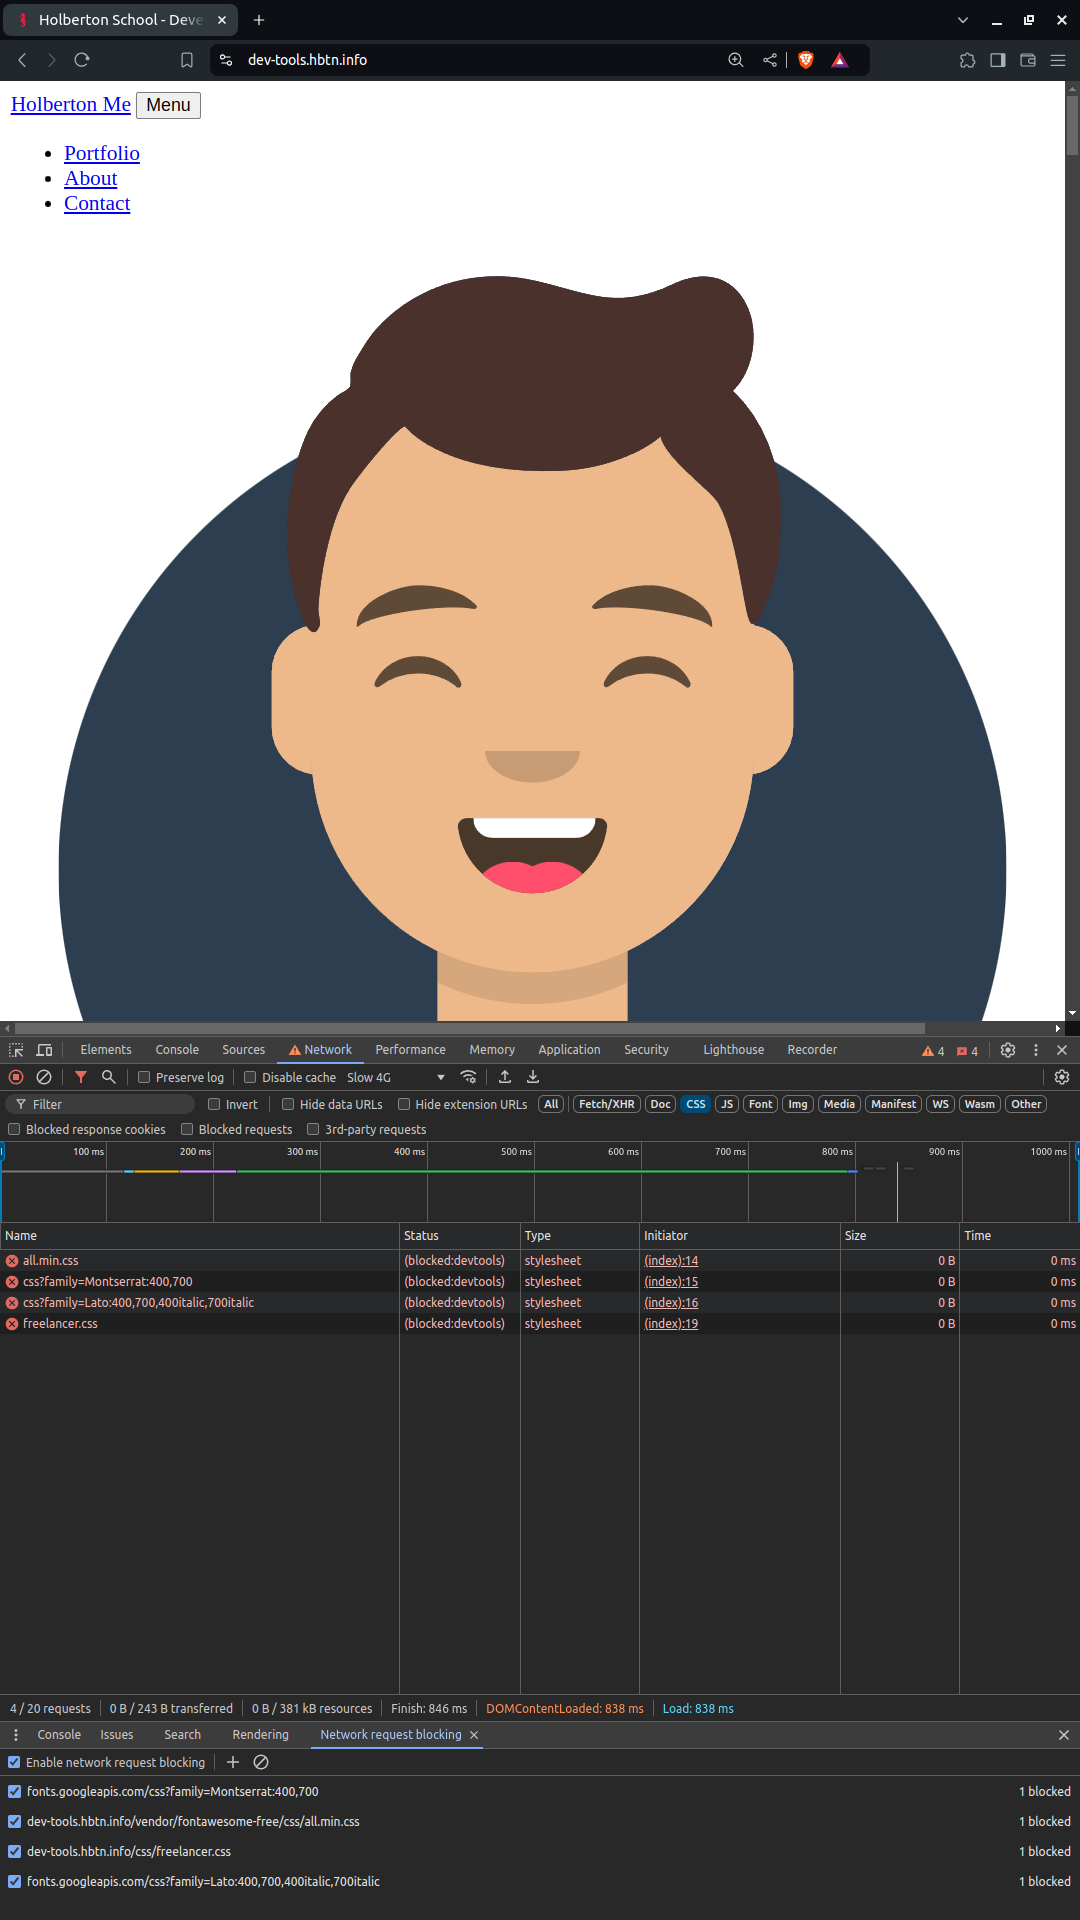 Holberton School - Deve
dev-tools.hbtn.info
Holberton Me Menu
Portfolio
About
Contact
Elements Console Sources Network Performance Memory Application Security Lighthouse Recorder 4 4
Preserve log Disable cache Slow 4G
Filter Invert Hide data URLs Hide extension URLs All Fetch/XHR Doc CSS JS Font Img Media Manifest WS Wasm Other
Blocked response cookies Blocked requests 3rd-party requests
100 ms 200 ms 300 ms 400 ms 500 ms 600 ms 700 ms 800 ms 900 ms 1000 ms
Name Status Type Initiator Size Time
all.min.css (blocked:devtools) stylesheet (index):14 0 B 0 ms
css?family=Montserrat:400,700 (blocked:devtools) stylesheet (index):15 0 B 0 ms
css?family=Lato:400,700,400italic,700italic (blocked:devtools) stylesheet (index):16 0 B 0 ms
freelancer.css (blocked:devtools) stylesheet (index):19 0 B 0 ms
4 / 20 requests 0 B / 243 B transferred 0 B / 381 kB resources Finish: 846 ms DOMContentLoaded: 838 ms Load: 838 ms
Console Issues Search Rendering Network request blocking
Enable network request blocking
fonts.googleapis.com/css?family=Montserrat:400,700 1 blocked
dev-tools.hbtn.info/vendor/fontawesome-free/css/all.min.css 1 blocked
dev-tools.hbtn.info/css/freelancer.css 1 blocked
fonts.googleapis.com/css?family=Lato:400,700,400italic,700italic 1 blocked